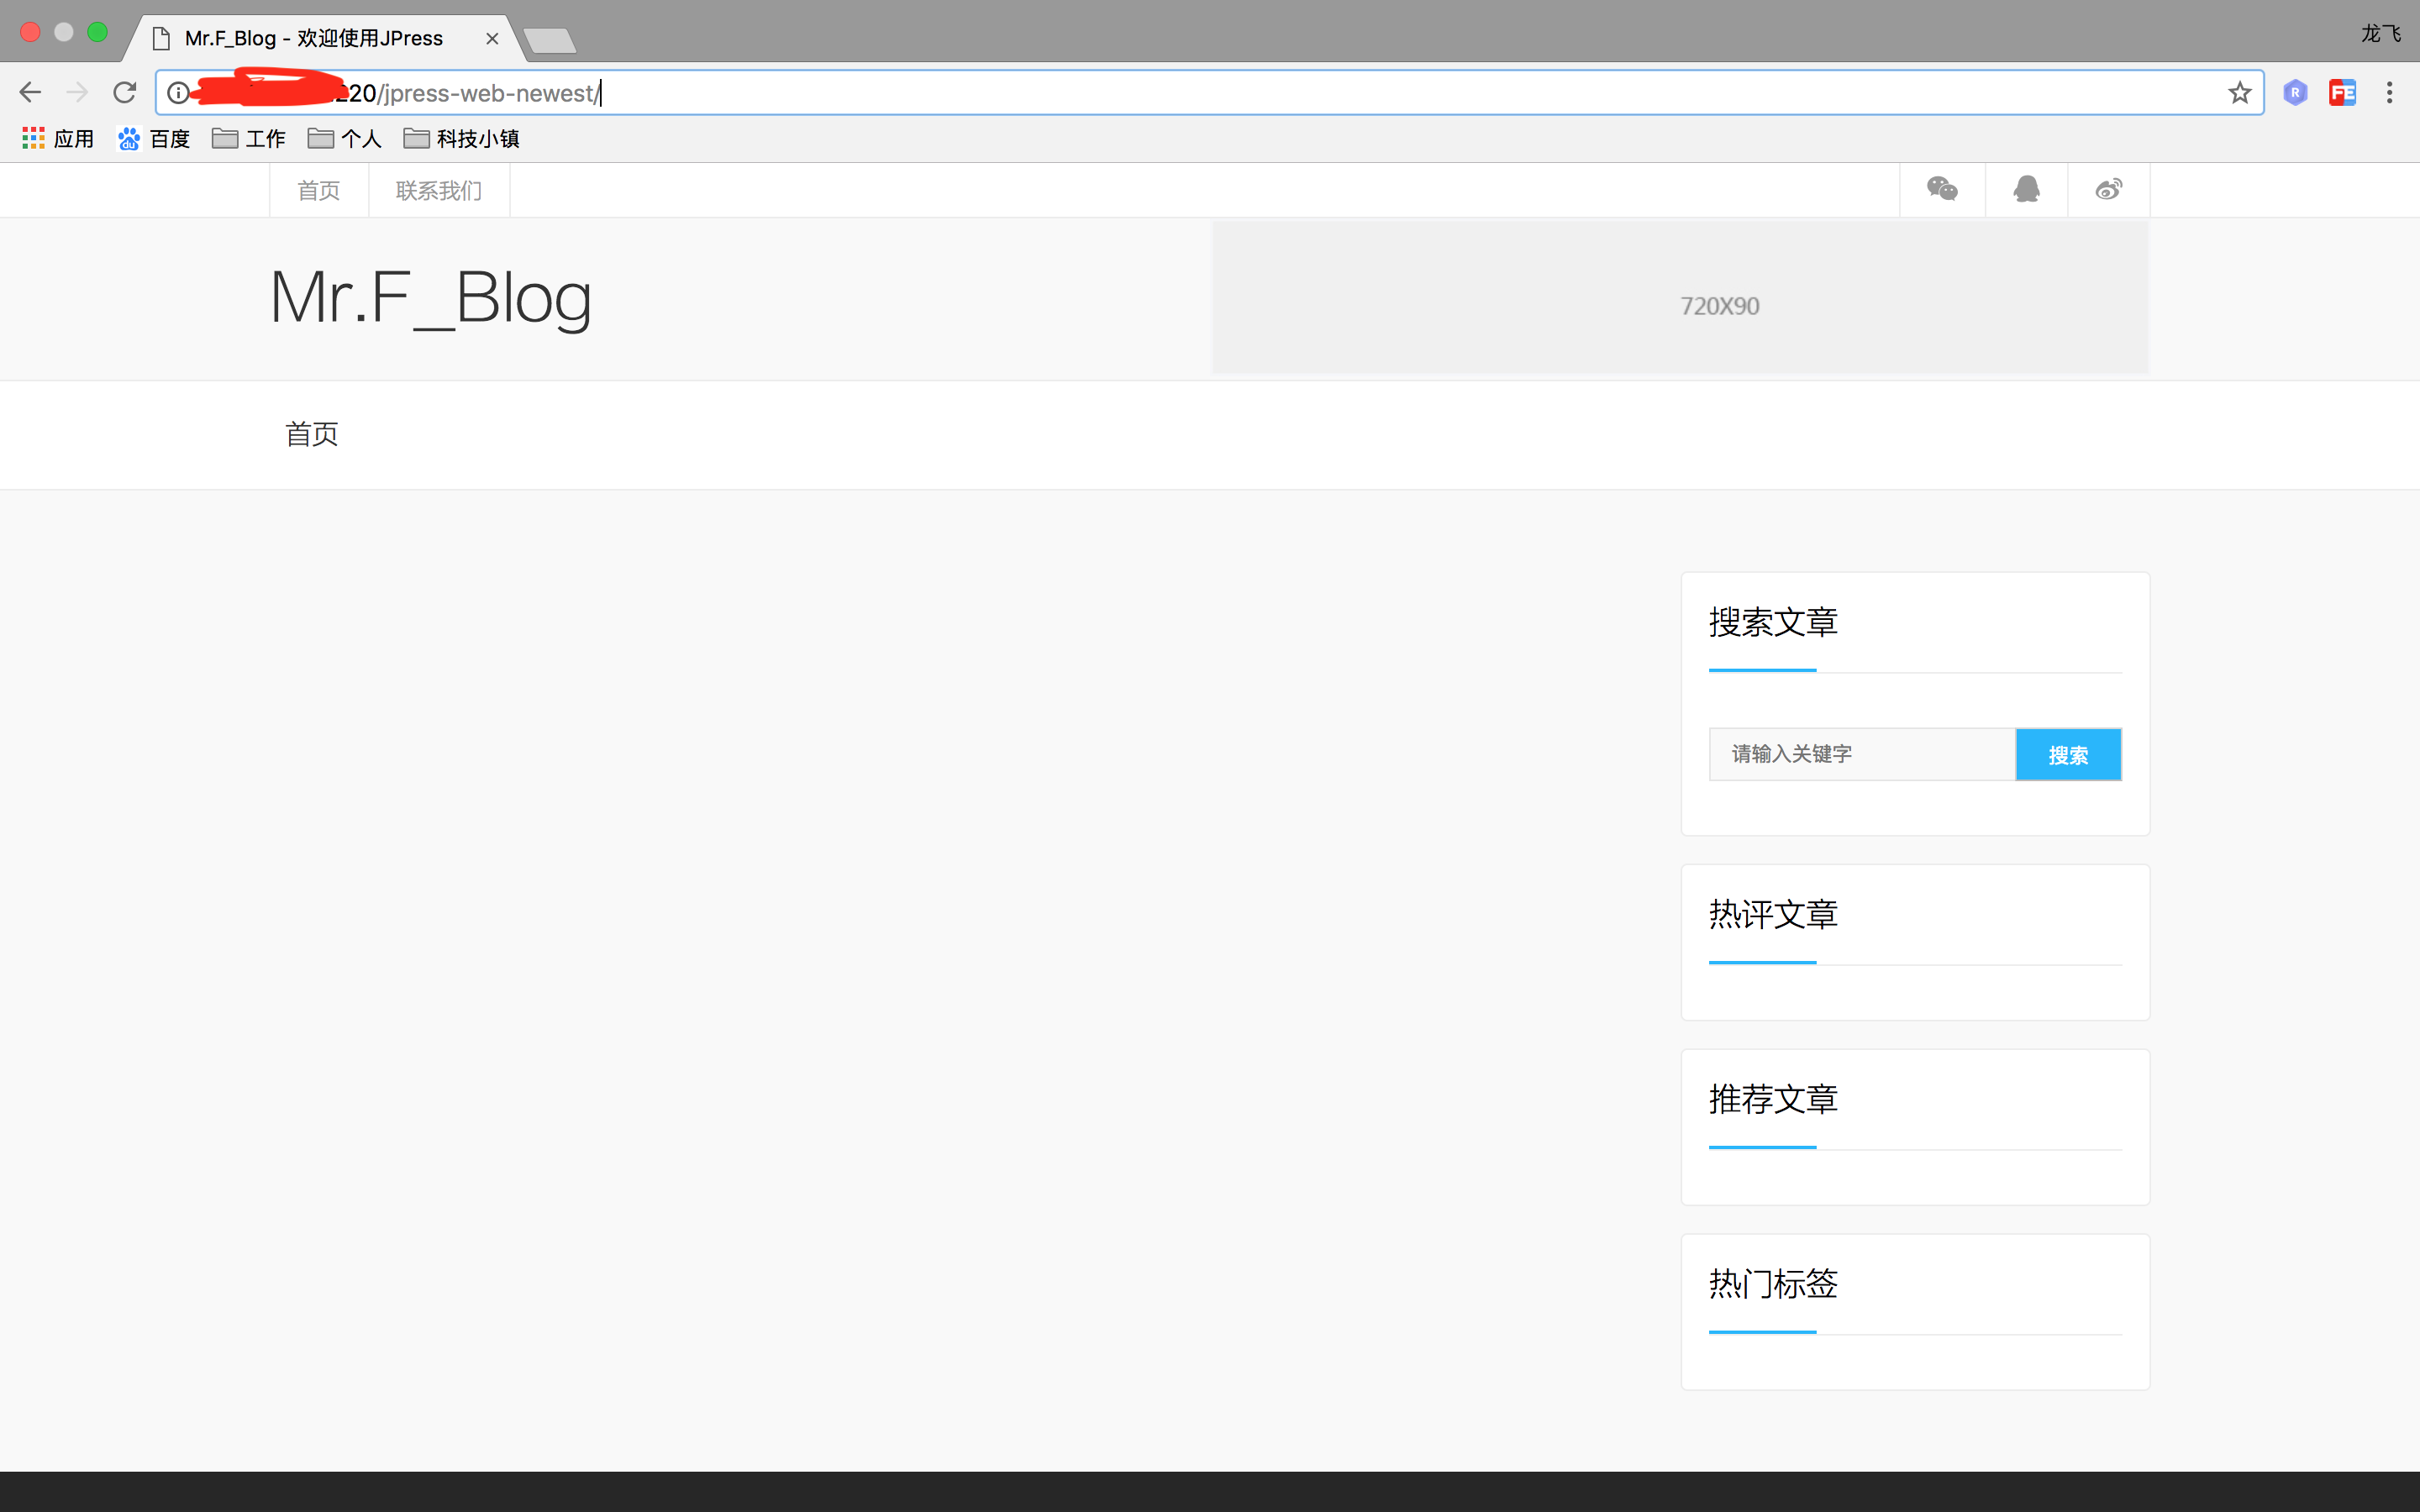 Mr.F_Blog - 欢迎使用JPress
龙飞
220/jpress-web-newest/
R
FE
应用
du
百度
工作
个人
科技小镇
首页
联系我们
Mr.F_Blog
720X90
首页
搜索文章
请输入关键字
搜索
热评文章
推荐文章
热门标签